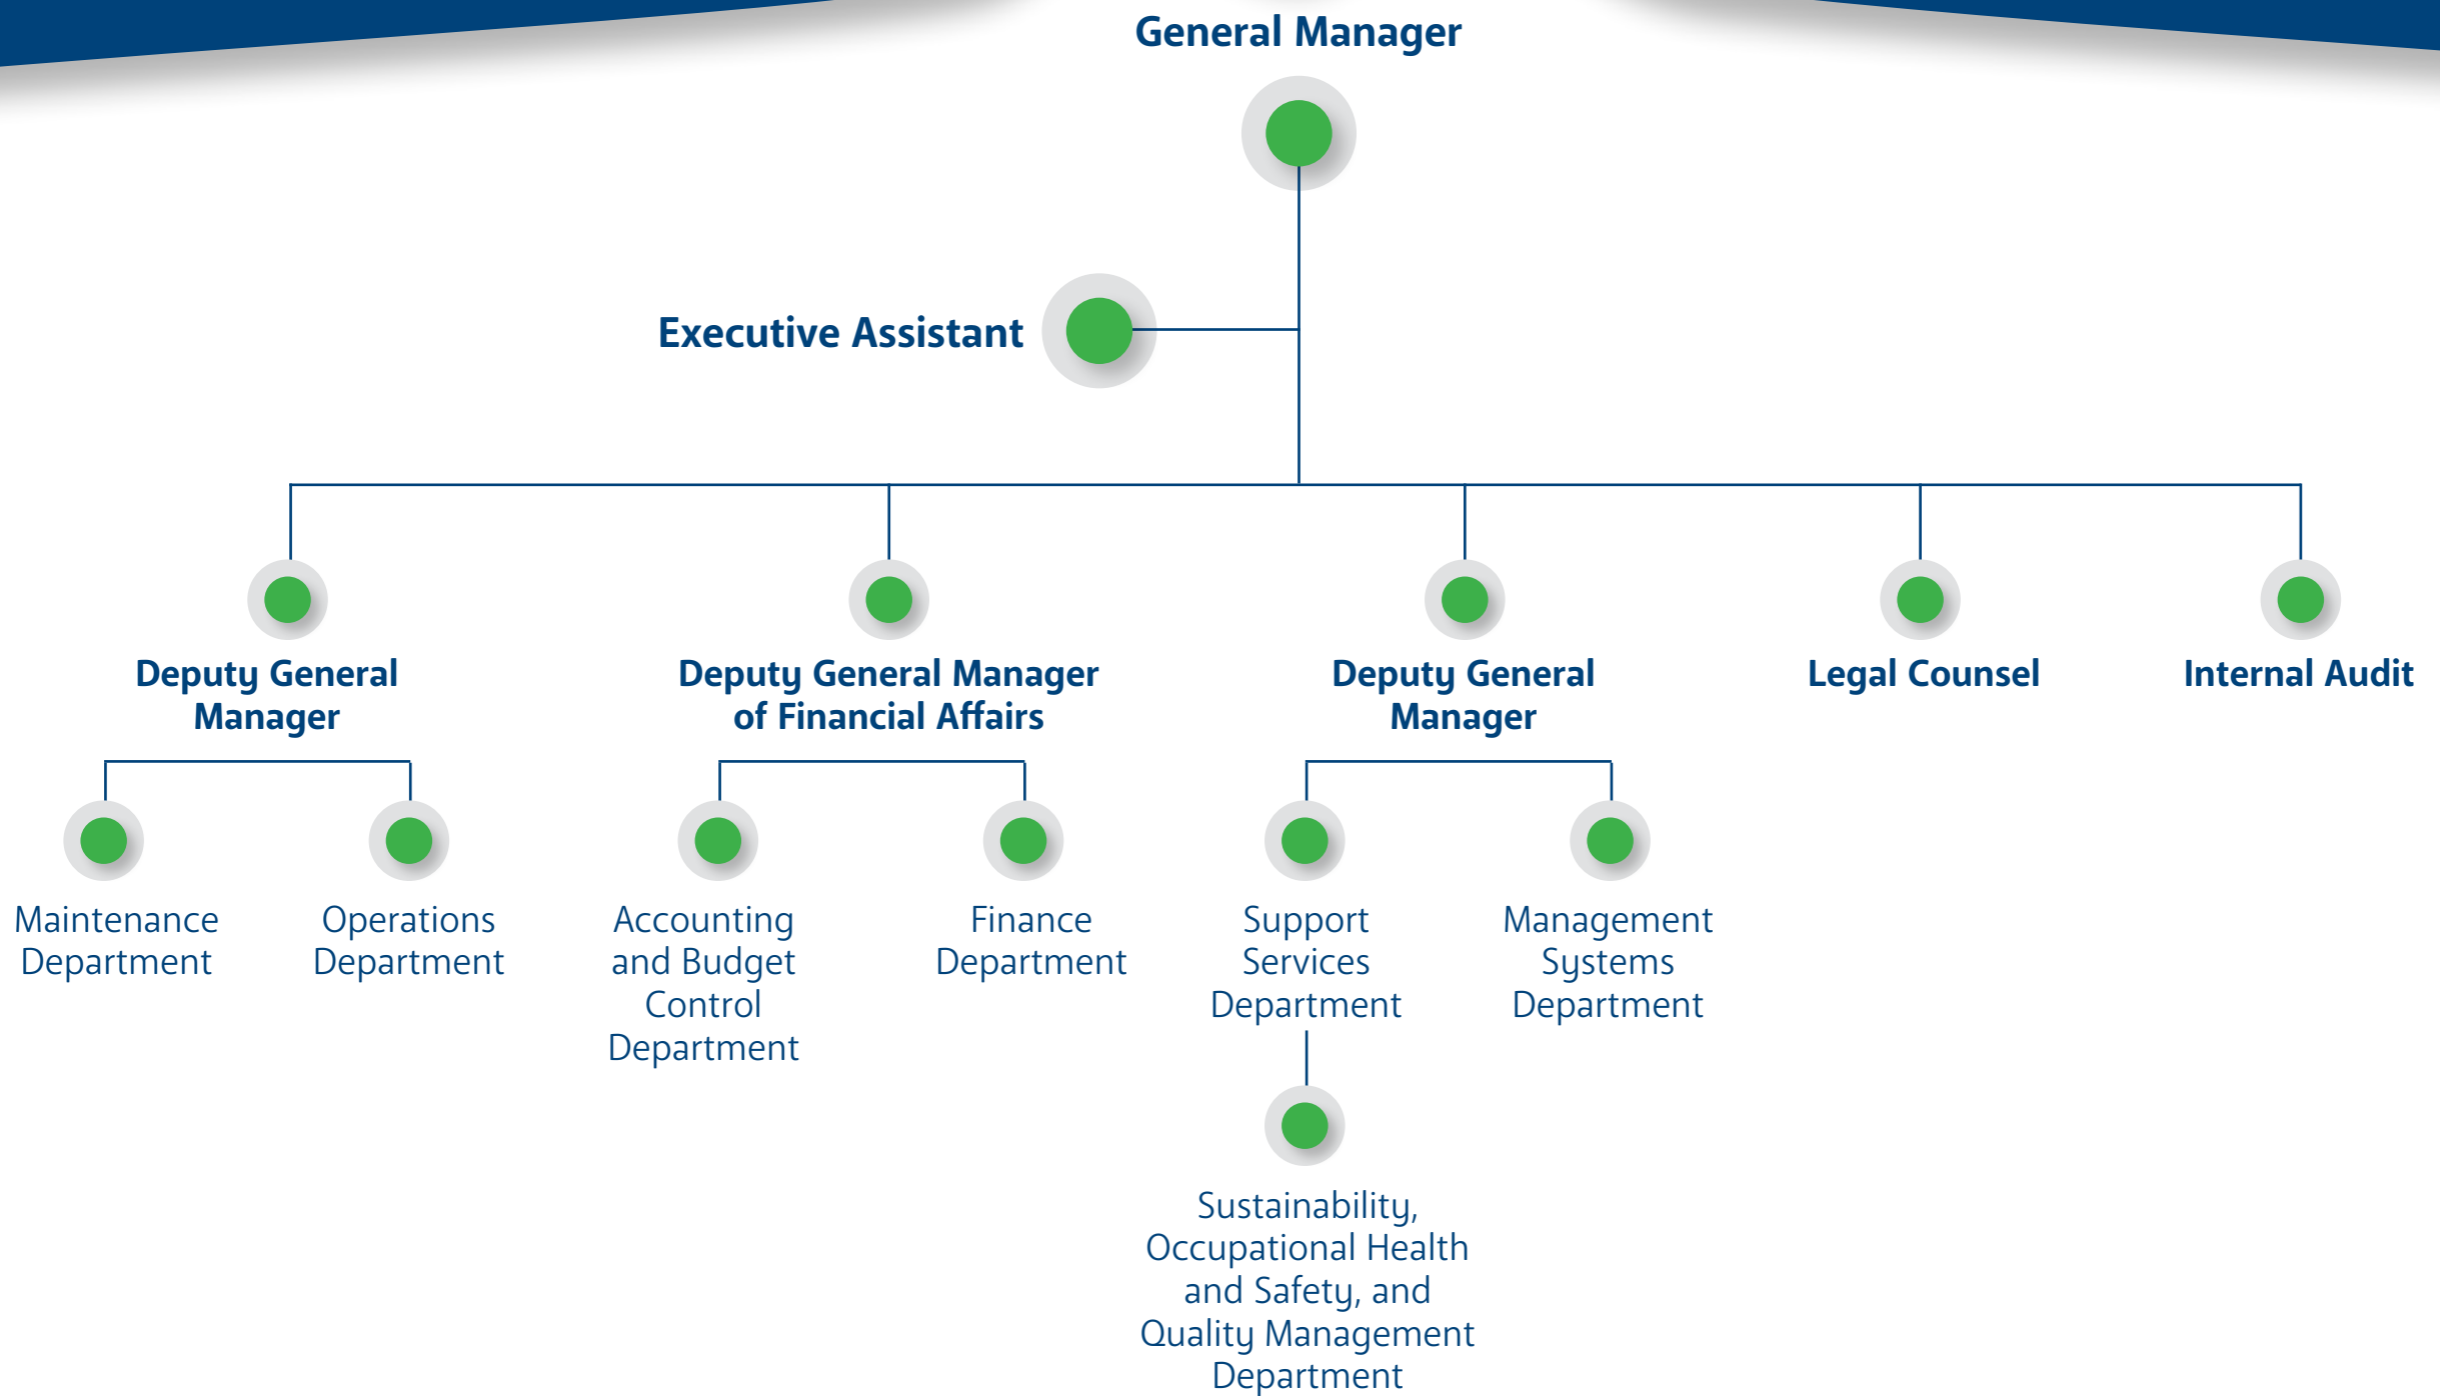 General Manager
Executive Assistant
Deputy General
Manager
Deputy General Manager
of Financial Affairs
Deputy General
Manager
Legal Counsel
Internal Audit
Maintenance
Department
Operations
Department
Accounting
and Budget
Control
Department
Finance
Department
Support
Services
Department
Management
Systems
Department
Sustainability,
Occupational Health
and Safety, and
Quality Management
Department